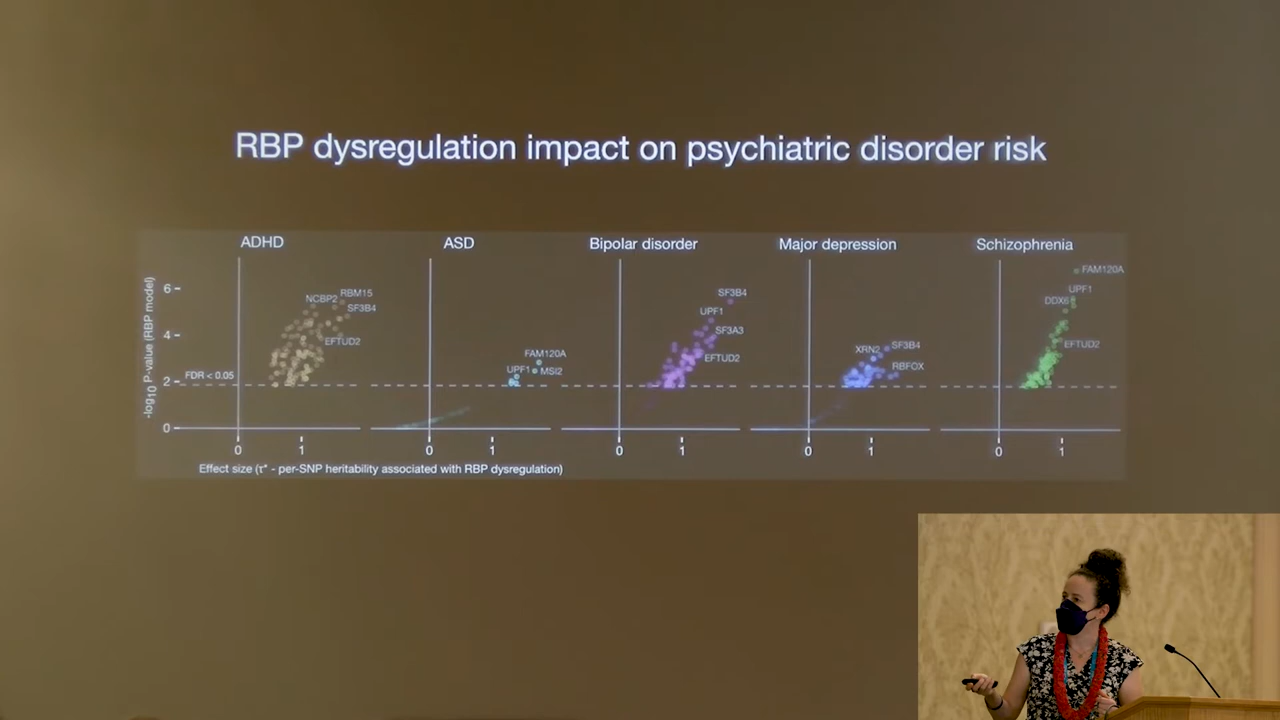 RBP dysregulation impact on psychiatric disorder risk
ADHD
ASD
Bipolar disorder
Major depression
Schizophrenia
-log10 P-value (RBP model)
6
4
2
0
FDR < 0.05
NCBP2
RBM15
SF3B4
EFTUD2
FAM120A
UPF1
MSI2
SF3B4
UPF1
SF3A3
EFTUD2
XRN2
SF3B4
RBFOX
FAM120A
UPF1
DDX6
EFTUD2
0 1
0 1
0 1
0 1
0 1
Effect size (τ* - per-SNP heritability associated with RBP dysregulation)